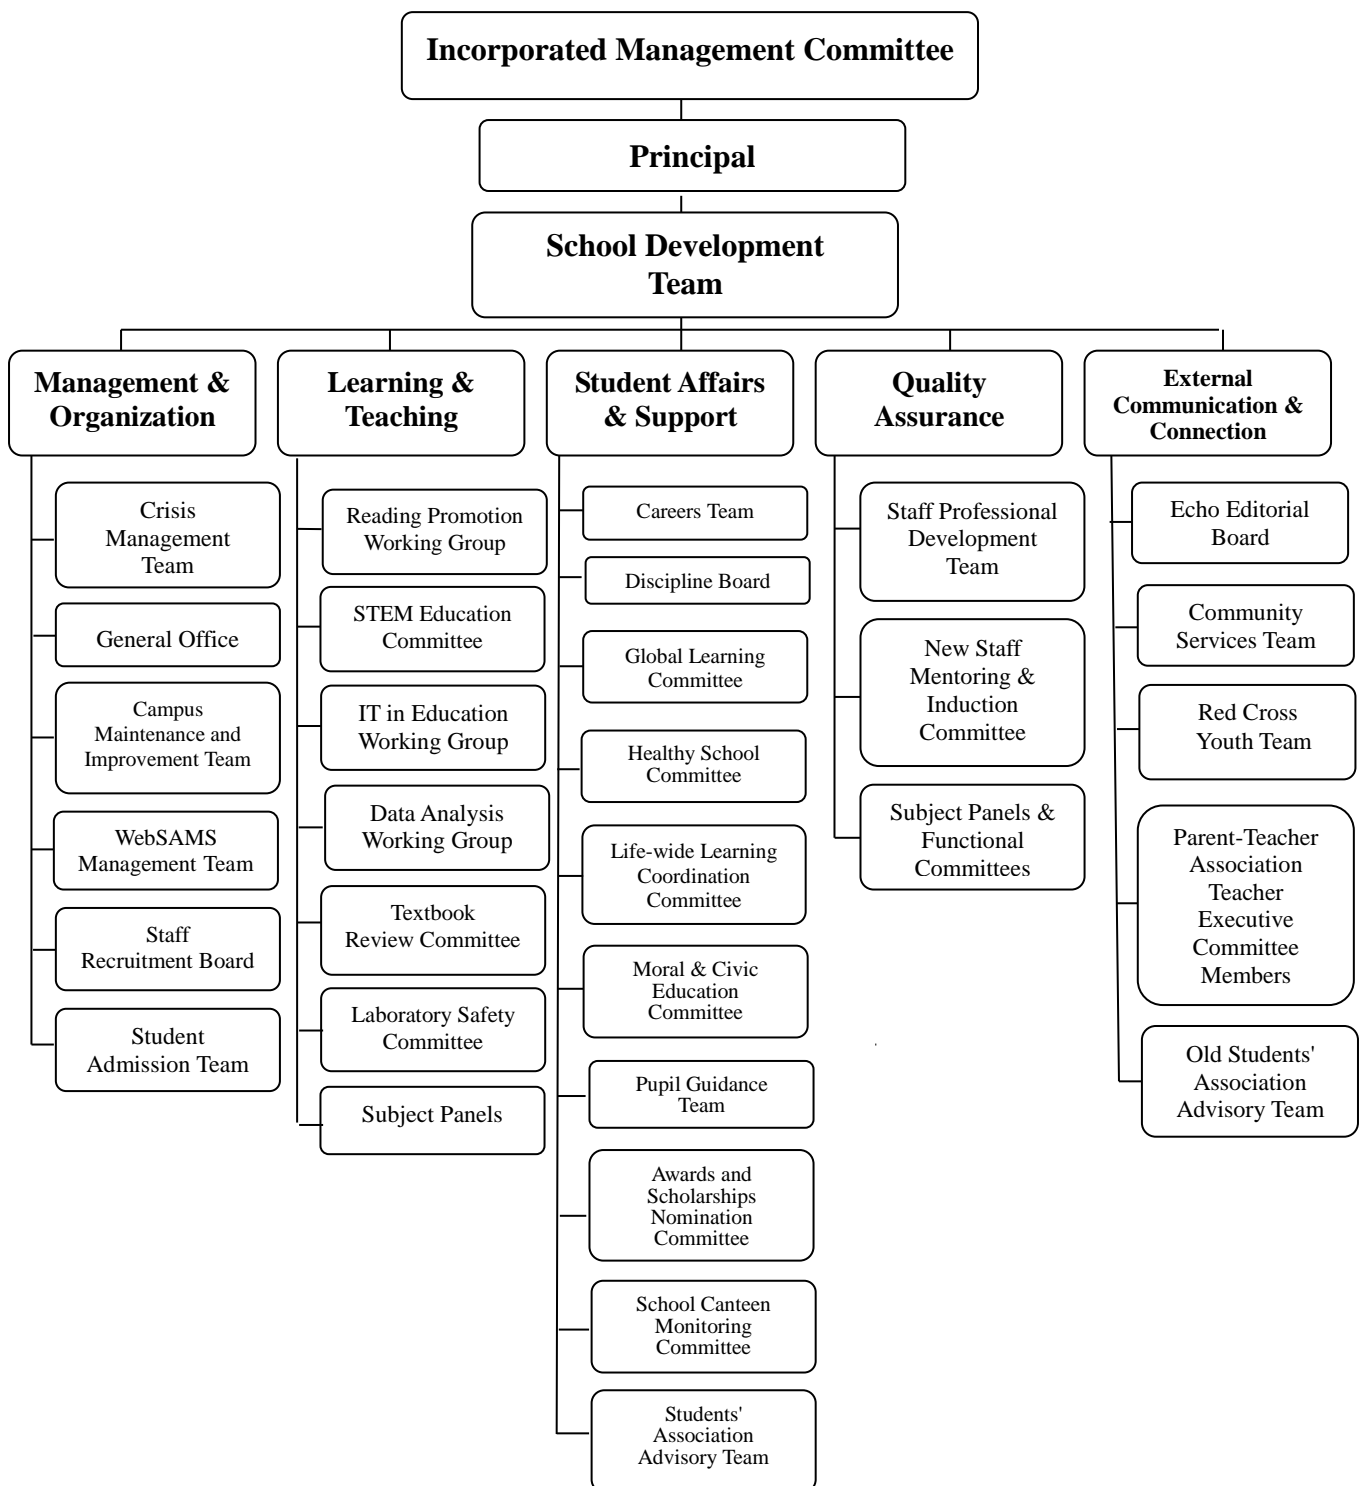 Incorporated Management Committee
Principal
School Development
Team
Management &
Organization
Learning &
Teaching
Student Affairs
& Support
Quality
Assurance
External
Communication &
Connection
Crisis
Management
Team
General Office
Campus
Maintenance and
Improvement Team
WebSAMS
Management Team
Staff
Recruitment Board
Student
Admission Team
Reading Promotion
Working Group
STEM Education
Committee
IT in Education
Working Group
Data Analysis
Working Group
Textbook
Review Committee
Laboratory Safety
Committee
Subject Panels
Careers Team
Discipline Board
Global Learning
Committee
Healthy School
Committee
Life-wide Learning
Coordination
Committee
Moral & Civic
Education
Committee
Pupil Guidance
Team
Awards and
Scholarships
Nomination
Committee
School Canteen
Monitoring
Committee
Students'
Association
Advisory Team
Staff Professional
Development
Team
New Staff
Mentoring &
Induction
Committee
Subject Panels &
Functional
Committees
Echo Editorial
Board
Community
Services Team
Red Cross
Youth Team
Parent-Teacher
Association
Teacher
Executive
Committee
Members
Old Students'
Association
Advisory Team